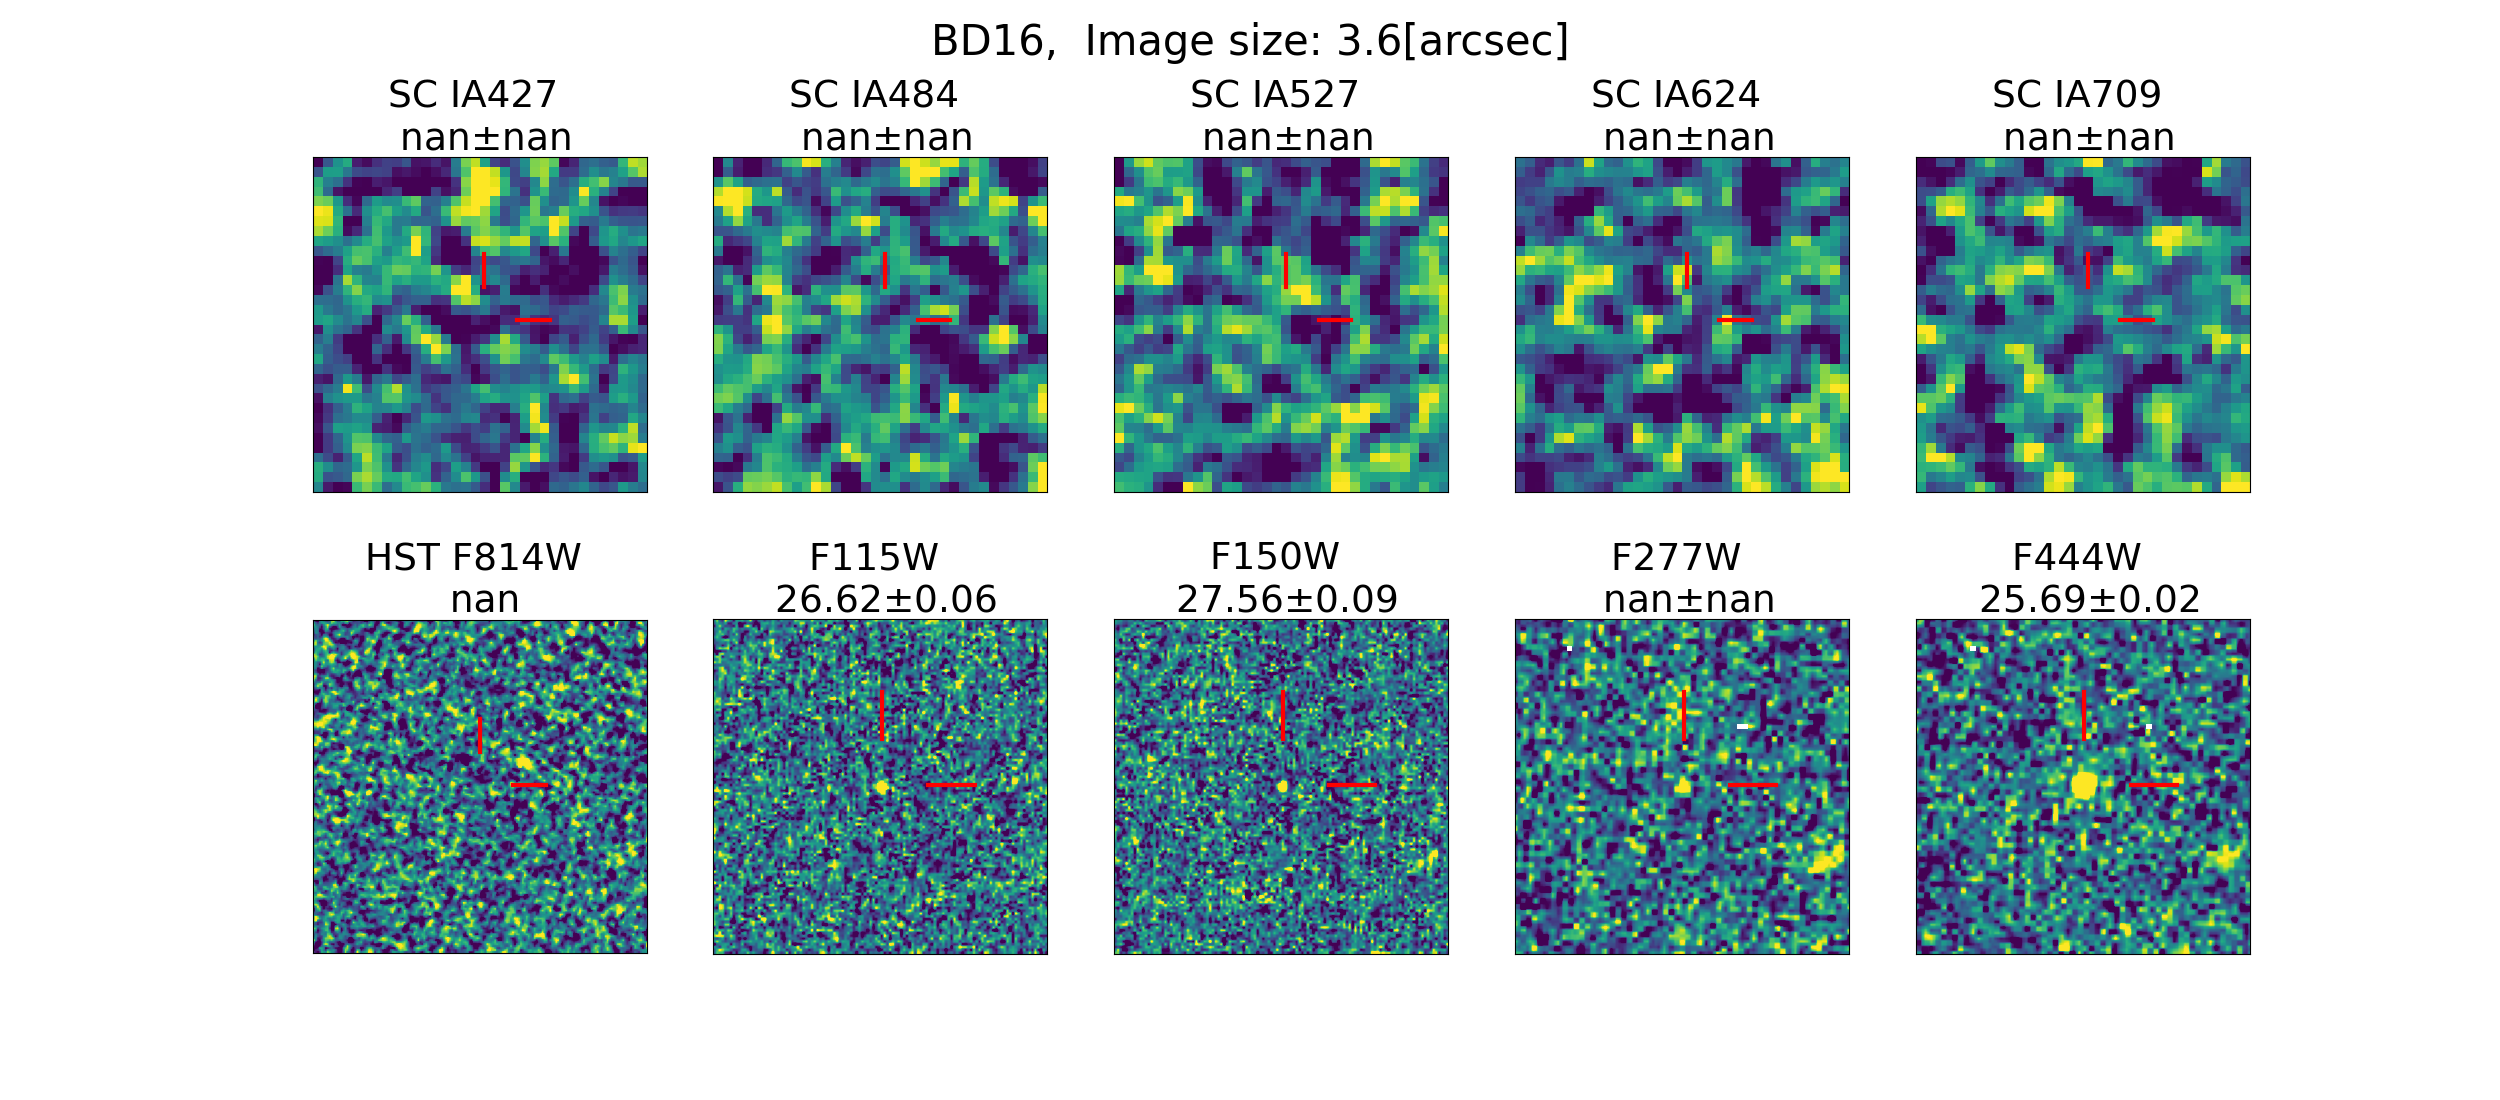 BD16, Image size: 3.6[arcsec]
SC IA427
nan±nan
SC IA484
nan±nan
SC IA527
nan±nan
SC IA624
nan±nan
SC IA709
nan±nan
HST F814W
nan
F115W
26.62±0.06
F150W
27.56±0.09
F277W
nan±nan
F444W
25.69±0.02